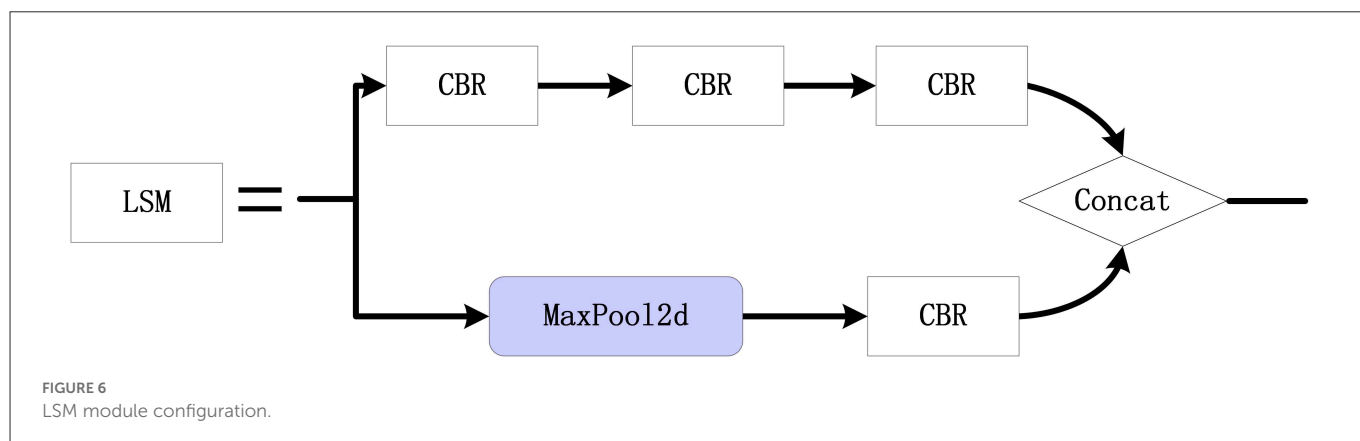 CBR
CBR
CBR
LSM
Concat
MaxPool2d
CBR
FIGURE 6
LSM module configuration.